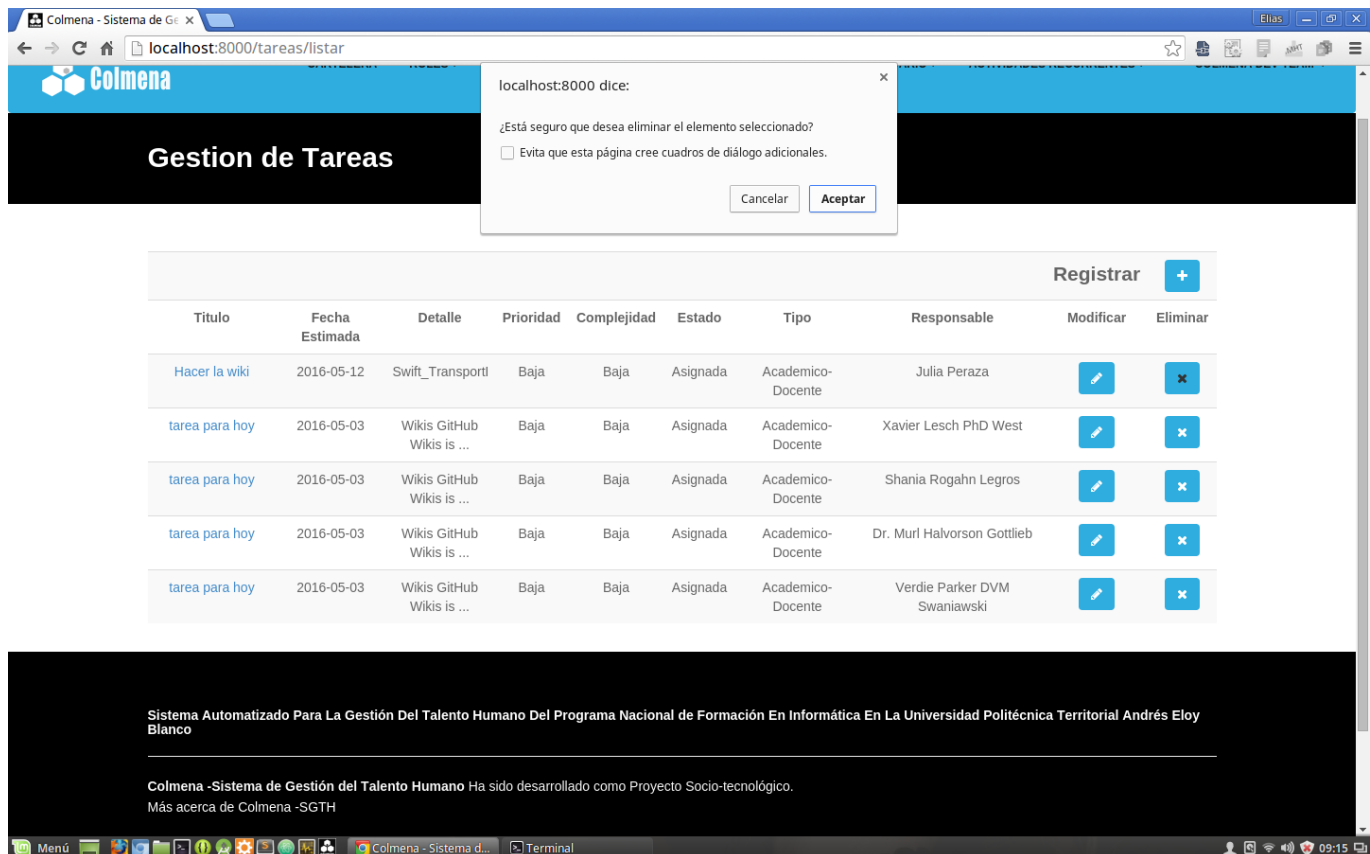 Colmena - Sistema de Ge
Elias
localhost:8000/tareas/listar
Colmena
CARTELERA
ACTIVIDADES RECURRENTES
COLMENA DEV TEAM
localhost:8000 dice:
¿Está seguro que desea eliminar el elemento seleccionado?
Evita que esta página cree cuadros de diálogo adicionales.
Cancelar Aceptar
Gestion de Tareas
Registrar
Titulo Fecha Estimada Detalle Prioridad Complejidad Estado Tipo Responsable Modificar Eliminar
Hacer la wiki 2016-05-12 Swift_Transportl Baja Baja Asignada Academico-Docente Julia Peraza
tarea para hoy 2016-05-03 Wikis GitHub Wikis is ... Baja Baja Asignada Academico-Docente Xavier Lesch PhD West
tarea para hoy 2016-05-03 Wikis GitHub Wikis is ... Baja Baja Asignada Academico-Docente Shania Rogahn Legros
tarea para hoy 2016-05-03 Wikis GitHub Wikis is ... Baja Baja Asignada Academico-Docente Dr. Murl Halvorson Gottlieb
tarea para hoy 2016-05-03 Wikis GitHub Wikis is ... Baja Baja Asignada Academico-Docente Verdie Parker DVM Swaniawski
Sistema Automatizado Para La Gestión Del Talento Humano Del Programa Nacional de Formación En Informática En La Universidad Politécnica Territorial Andrés Eloy
Blanco
Colmena -Sistema de Gestión del Talento Humano Ha sido desarrollado como Proyecto Socio-tecnológico.
Más acerca de Colmena -SGTH
Menú Colmena - Sistema d... Terminal 09:15